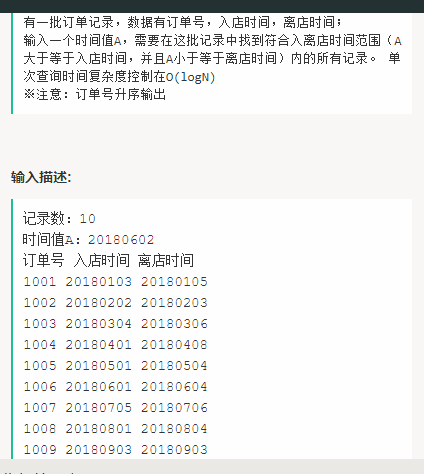 有一批订单记录，数据有订单号，入店时间，离店时间；
输入一个时间值A，需要在这批记录中找到符合入离店时间范围（A
大于等于入店时间，并且A小于等于离店时间）内的所有记录。 单
次查询时间复杂度控制在O(logN)
※注意：订单号升序输出
输入描述:
记录数：10
时间值A：20180602
订单号 入店时间 离店时间
1001 20180103 20180105
1002 20180202 20180203
1003 20180304 20180306
1004 20180401 20180408
1005 20180501 20180504
1006 20180601 20180604
1007 20180705 20180706
1008 20180801 20180804
1009 20180903 20180903